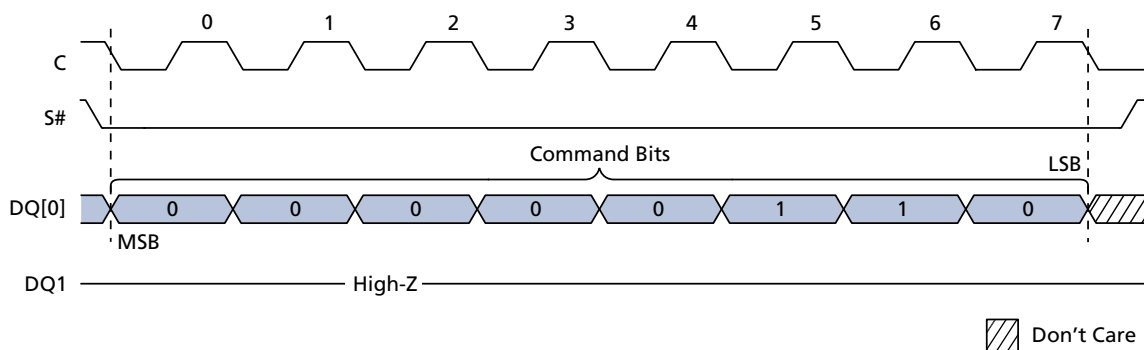 0 1 2 3 4 5 6 7
C
S#
Command Bits
LSB
DQ[0] 0 0 0 0 0 1 1 0
MSB
DQ1 High-Z
Don't Care